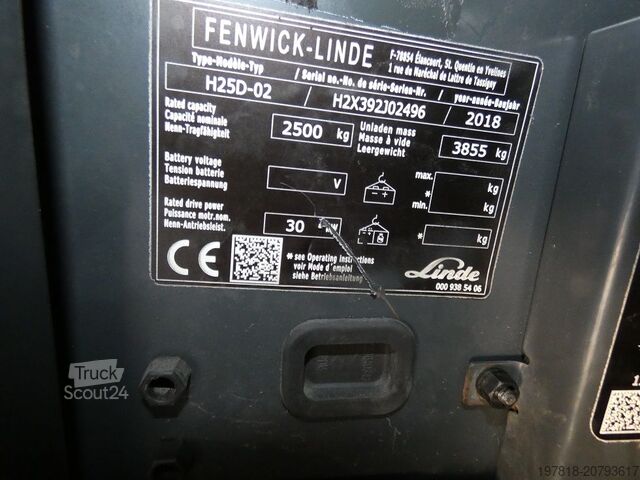 FENWICK-LINDE
F-78854 Élancourt, St. Quentin en Yvelines
1 rue du Maréchal de Lattre de Tassigny
Type-Modèle-Typ / Serial no.-No. de série-Serien-Nr. / year-année-Baujahr
H25D-02 / H2X392J02496 / 2018
Rated capacity
Capacité nominale
Nenn-Tragfähigkeit
2500 kg
Unladen mass
Masse à vide
Leergewicht
3855 kg
Battery voltage
Tension batterie
Batteriespannung
V
max. kg
*
min. kg
Rated drive power
Puissance motr.nom.
Nenn-Antriebsleist.
30 kW
* kg
CE
* see Operating Instructions
voir Mode d'emploi
siehe Betriebsanleitung
Linde
000 938 54 06
Truck
Scout24
197818-20793617